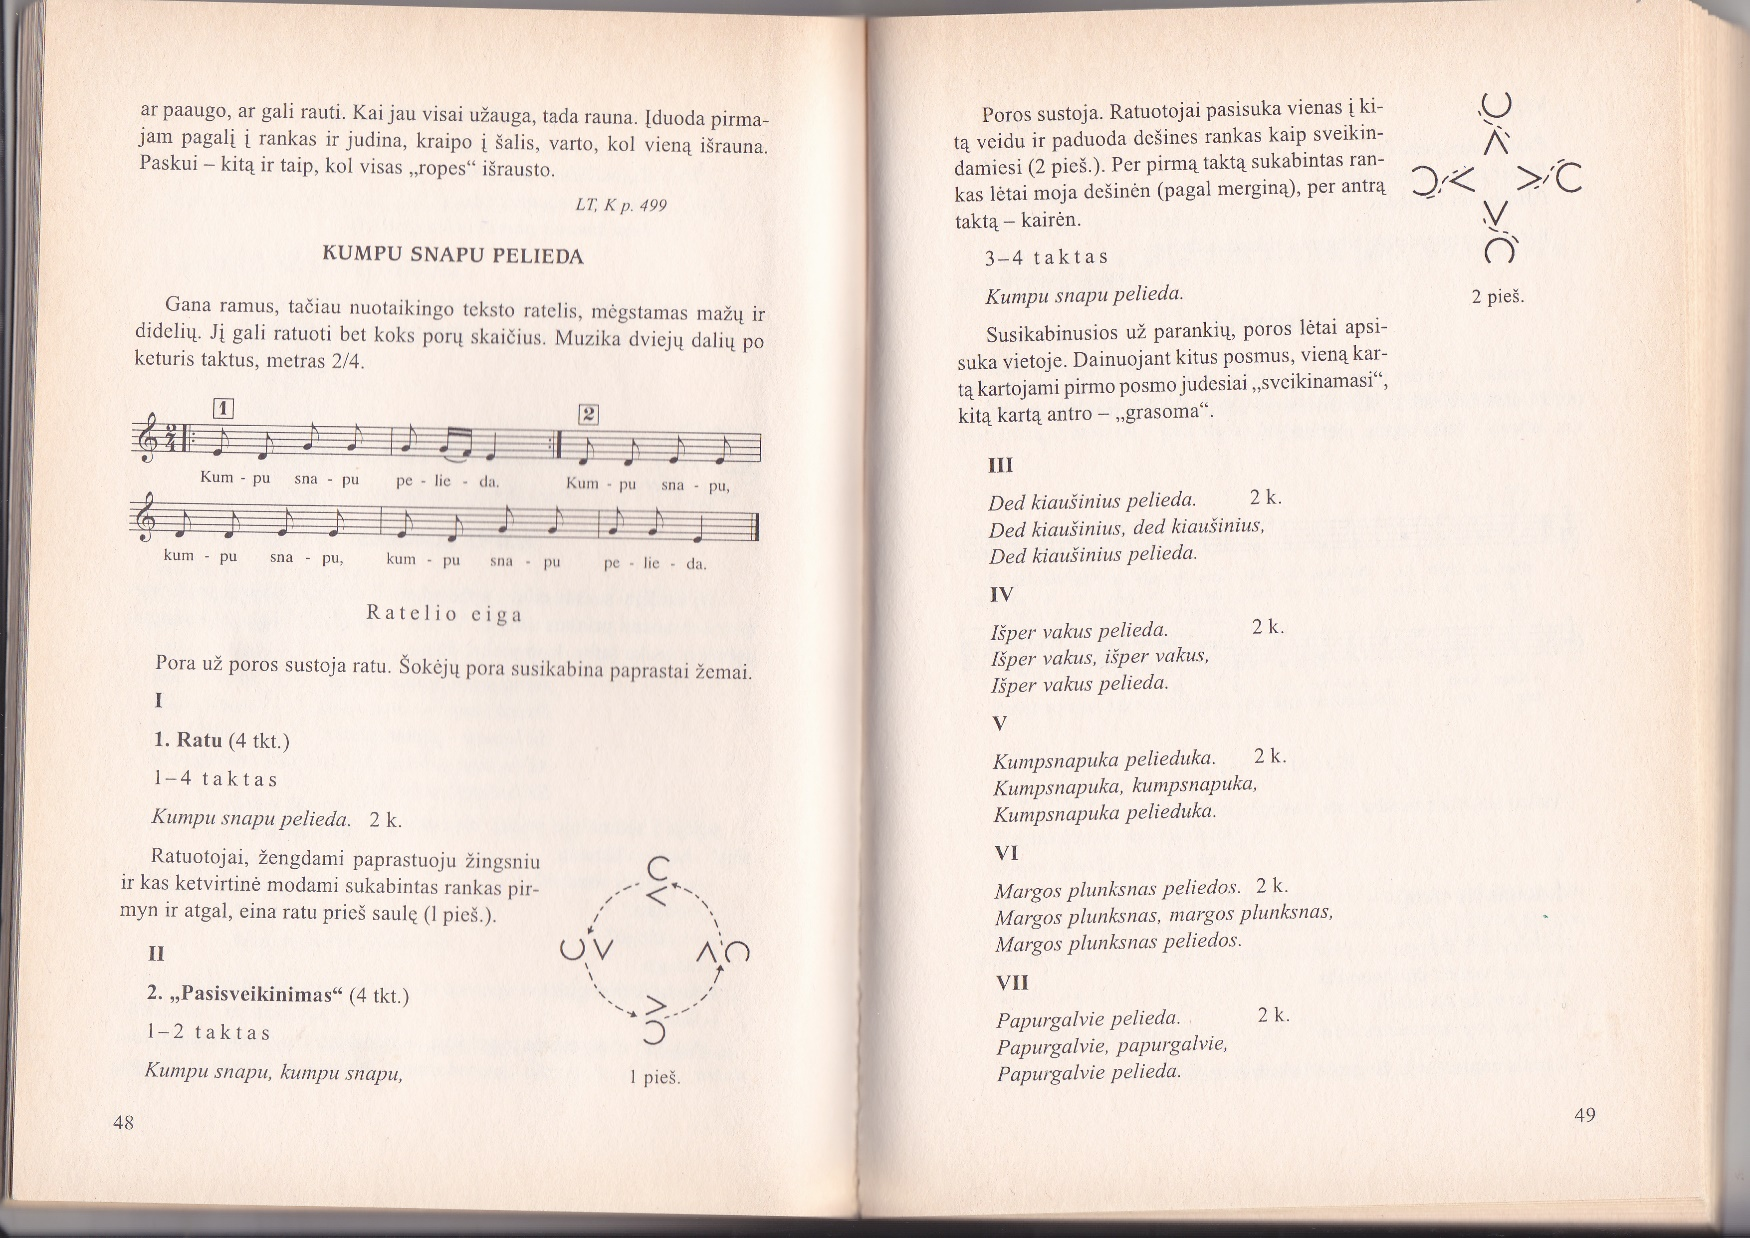 ar paaugo, ar gali rauti. Kai jau visai užauga, tada rauna. Įduoda pirma-
jam pagalį į rankas ir judina, kraipo į šalis, varto, kol vieną išrauna.
Paskui – kitą ir taip, kol visas „ropes“ išrausto.
LT, K p. 499
KUMPU SNAPU PELIEDA
Gana ramus, tačiau nuotaikingo teksto ratelis, mėgstamas mažų ir
didelių. Jį gali ratuoti bet koks porų skaičius. Muzika dviejų dalių po
keturis taktus, metras 2/4.
1 2
2
4
Kum - pu sna - pu pe - lie - da. Kum - pu sna - pu,
kum - pu sna - pu, kum - pu sna - pu pe - lie - da.
Ratelio eiga
Pora už poros sustoja ratu. Šokėjų pora susikabina paprastai žemai.
I
1. Ratu (4 tkt.)
1–4 taktas
Kumpu snapu pelieda. 2 k.
Ratuotojai, žengdami paprastuoju žingsniu
ir kas ketvirtinė modami sukabintas rankas pir-
myn ir atgal, eina ratu prieš saulę (1 pieš.).
II
2. „Pasisveikinimas“ (4 tkt.)
1–2 taktas
Kumpu snapu, kumpu snapu,
1 pieš.
48
Poros sustoja. Ratuotojai pasisuka vienas į ki-
tą veidu ir paduoda dešines rankas kaip sveikin-
damiesi (2 pieš.). Per pirmą taktą sukabintas ran-
kas lėtai moja dešinėn (pagal merginą), per antrą
taktą – kairėn.
3–4 taktas
Kumpu snapu pelieda.
2 pieš.
Susikabinusios už parankių, poros lėtai apsi-
suka vietoje. Dainuojant kitus posmus, vieną kar-
tą kartojami pirmo posmo judesiai „sveikinamasi“,
kitą kartą antro – „grasoma“.
III
Ded kiaušinius pelieda. 2 k.
Ded kiaušinius, ded kiaušinius,
Ded kiaušinius pelieda.
IV
Išper vakus pelieda. 2 k.
Išper vakus, išper vakus,
Išper vakus pelieda.
V
Kumpsnapuka pelieduka. 2 k.
Kumpsnapuka, kumpsnapuka,
Kumpsnapuka pelieduka.
VI
Margos plunksnas peliedos. 2 k.
Margos plunksnas, margos plunksnas,
Margos plunksnas peliedos.
VII
Papurgalvie pelieda. 2 k.
Papurgalvie, papurgalvie,
Papurgalvie pelieda.
49